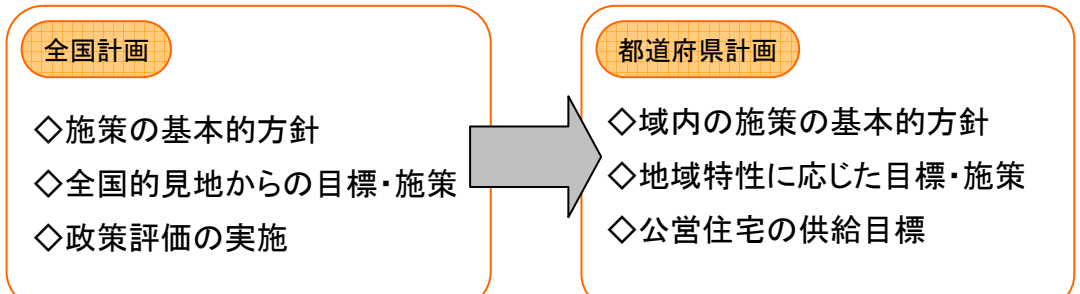 全国計画
◇施策の基本的方針
◇全国的見地からの目標・施策
◇政策評価の実施
都道府県計画
◇域内の施策の基本的方針
◇地域特性に応じた目標・施策
◇公営住宅の供給目標